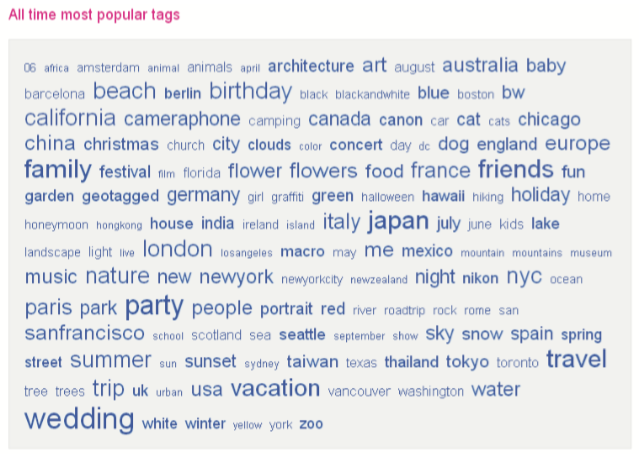 All time most popular tags
06 africa amsterdam animal animals april architecture art august australia baby
barcelona beach berlin birthday black blackandwhite blue boston bw
california cameraphone camping canada canon car cat cats chicago
china christmas church city clouds color concert day dc dog england europe
family festival film florida flower flowers food france friends fun
garden geotagged germany girl graffiti green halloween hawaii hiking holiday home
honeymoon hongkong house india ireland island italy japan july june kids lake
landscape light live london losangeles macro may me mexico mountain mountains museum
music nature new newyork newyorkcity newzealand night nikon nyc ocean
paris park party people portrait red river roadtrip rock rome san
sanfrancisco school scotland sea seattle september show sky snow spain spring
street summer sun sunset sydney taiwan texas thailand tokyo toronto travel
tree trees trip uk urban usa vacation vancouver washington water
wedding white winter yellow york zoo